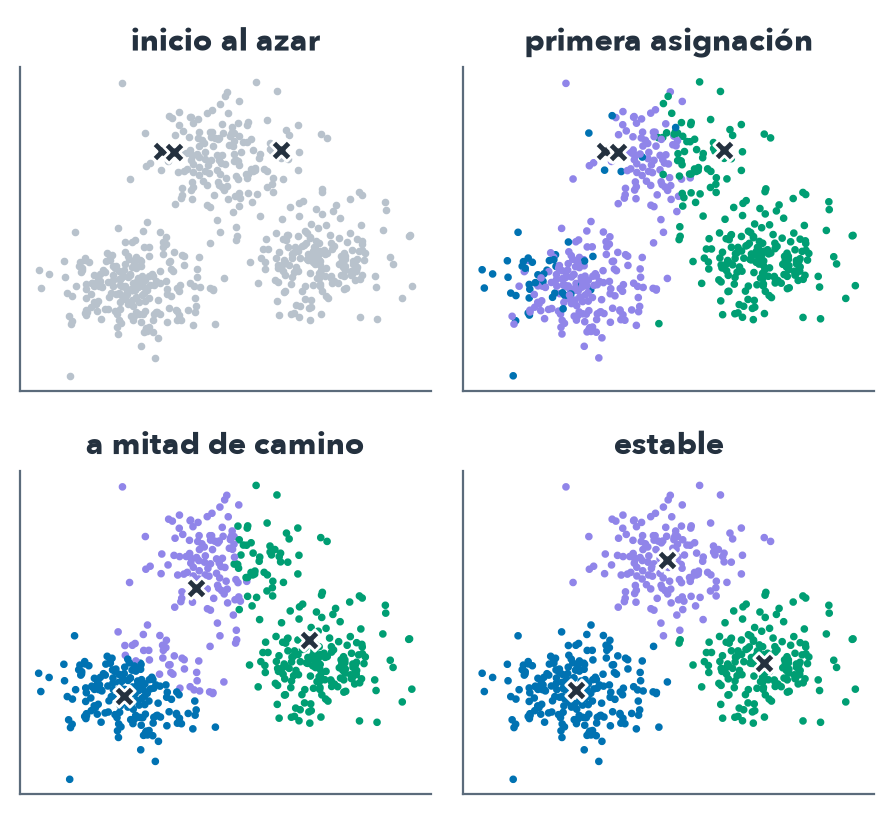 inicio al azar
primera asignación
a mitad de camino
estable